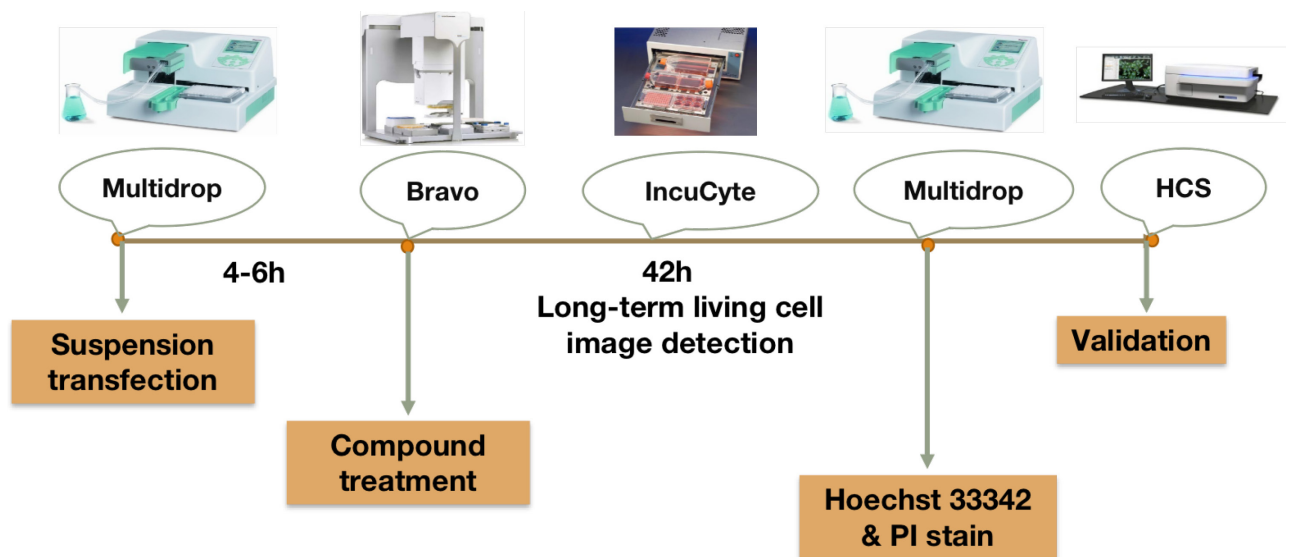 Multidrop
Bravo
IncuCyte
Multidrop
HCS
4-6h
42h
Long-term living cell
image detection
Suspension
transfection
Validation
Compound
treatment
Hoechst 33342
& PI stain